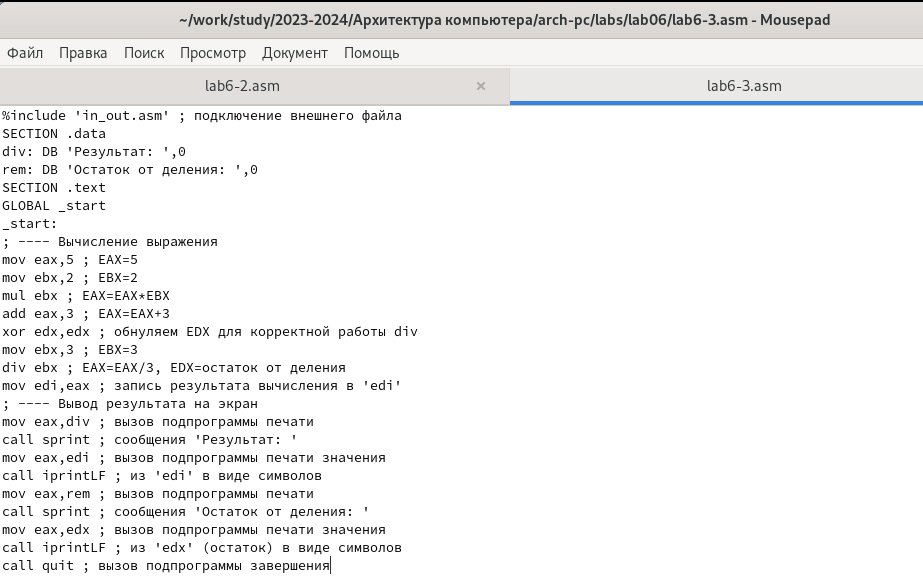 ~/work/study/2023-2024/Архитектура компьютера/arch-pc/labs/lab06/lab6-3.asm - Mousepad
Файл Правка Поиск Просмотр Документ Помощь
lab6-2.asm × lab6-3.asm
%include 'in_out.asm' ; подключение внешнего файла
SECTION .data
div: DB 'Результат: ',0
rem: DB 'Остаток от деления: ',0
SECTION .text
GLOBAL _start
_start:
; ---- Вычисление выражения
mov eax,5 ; EAX=5
mov ebx,2 ; EBX=2
mul ebx ; EAX=EAX*EBX
add eax,3 ; EAX=EAX+3
xor edx,edx ; обнуляем EDX для корректной работы div
mov ebx,3 ; EBX=3
div ebx ; EAX=EAX/3, EDX=остаток от деления
mov edi,eax ; запись результата вычисления в 'edi'
; ---- Вывод результата на экран
mov eax,div ; вызов подпрограммы печати
call sprint ; сообщения 'Результат: '
mov eax,edi ; вызов подпрограммы печати значения
call iprintLF ; из 'edi' в виде символов
mov eax,rem ; вызов подпрограммы печати
call sprint ; сообщения 'Остаток от деления: '
mov eax,edx ; вызов подпрограммы печати значения
call iprintLF ; из 'edx' (остаток) в виде символов
call quit ; вызов подпрограммы завершения